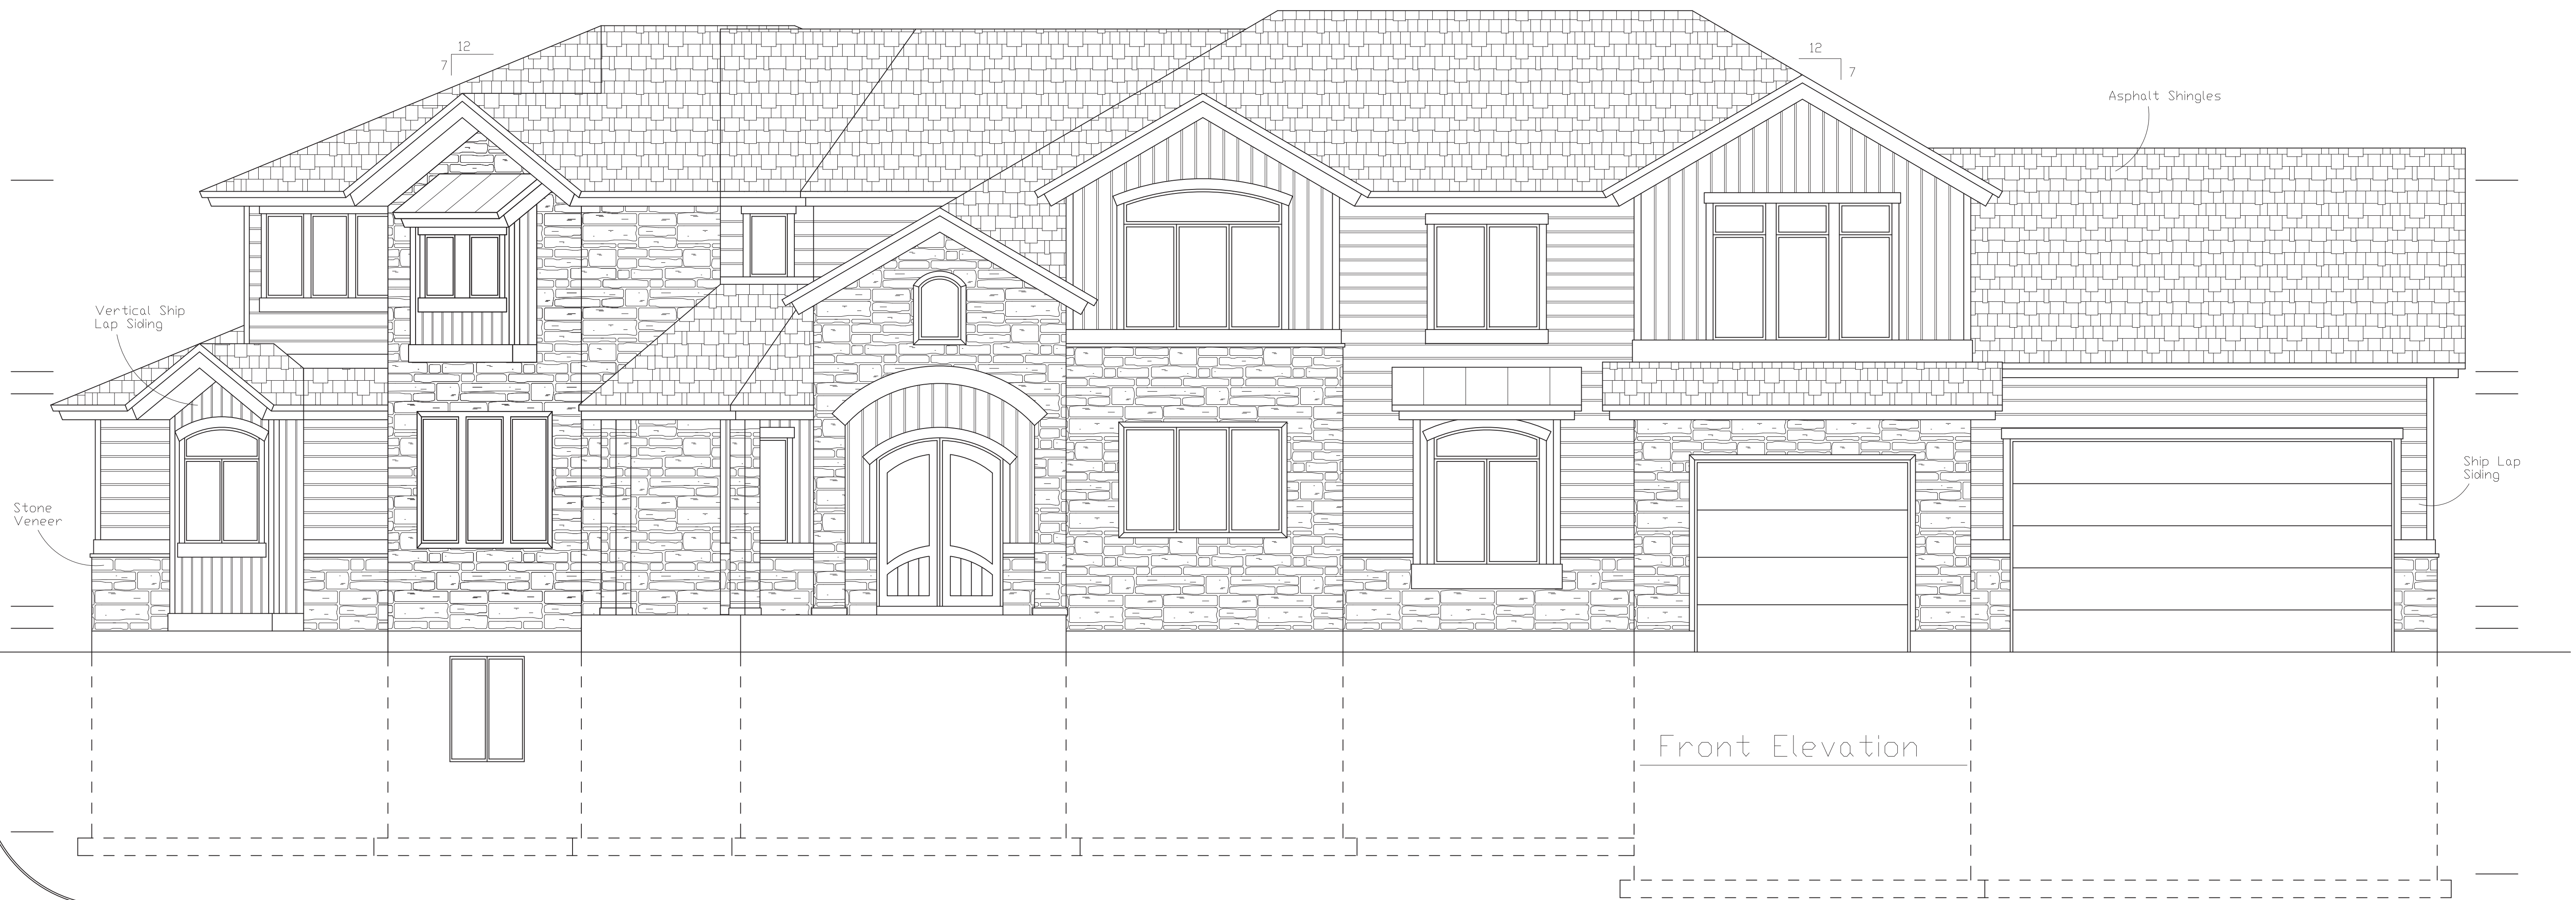 12
7
12
7
Asphalt Shingles
Vertical Ship
Lap Siding
Ship Lap
Siding
Stone
Veneer
Front Elevation